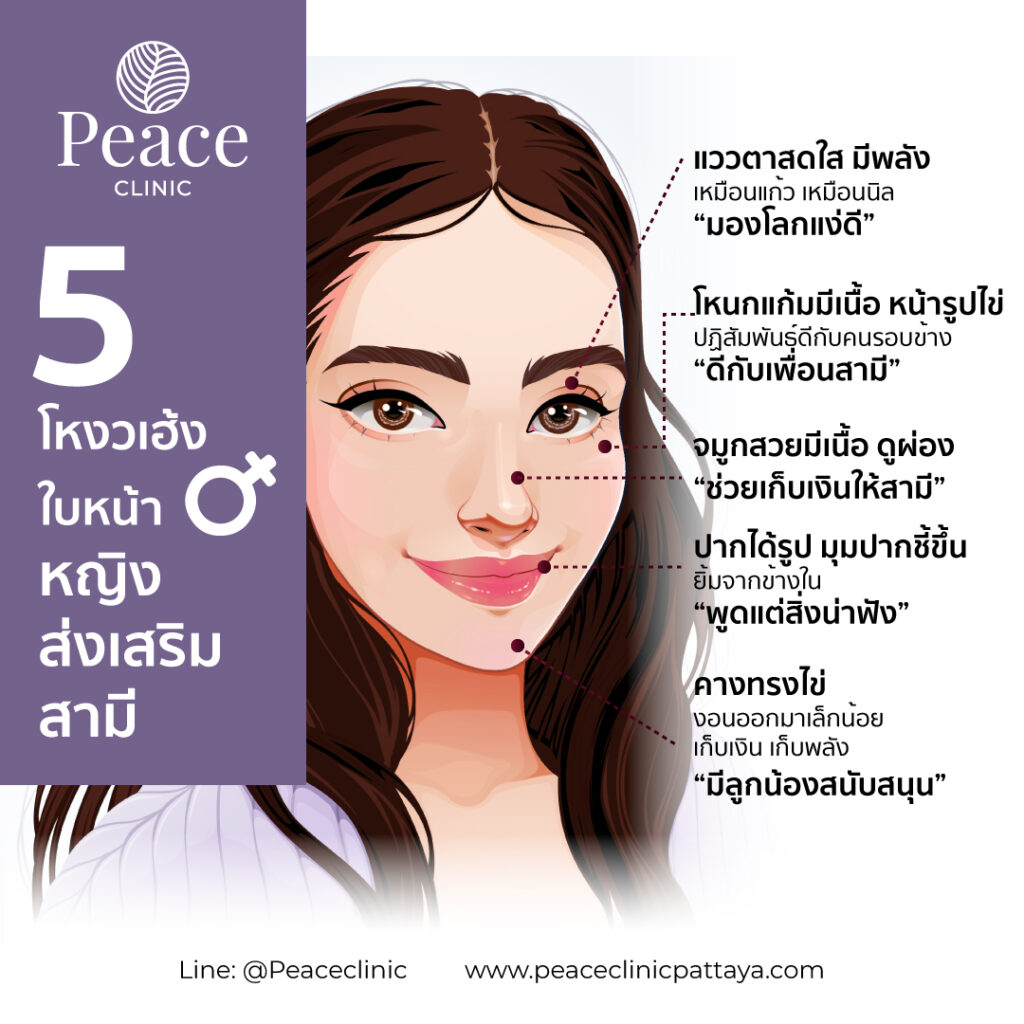 Peace
CLINIC
5
โหงวเฮ้ง
ใบหน้า
หญิง
ส่งเสริม
สามี
แววตาสดใส มีพลัง
เหมือนแก้ว เหมือนนิล
“มองโลกแง่ดี”
โหนกแก้มมีเนื้อ หน้ารูปไข่
ปฏิสัมพันธ์ดีกับคนรอบข้าง
“ดีกับเพื่อนสามี”
จมูกสวยมีเนื้อ ดูผ่อง
“ช่วยเก็บเงินให้สามี”
ปากได้รูป มุมปากชี้ขึ้น
ยิ้มจากข้างใน
“พูดแต่สิ่งน่าฟัง”
คางทรงไข่
งอนออกมาเล็กน้อย
เก็บเงิน เก็บพลัง
“มีลูกน้องสนับสนุน”
Line: @Peaceclinic
www.peaceclinicpattaya.com